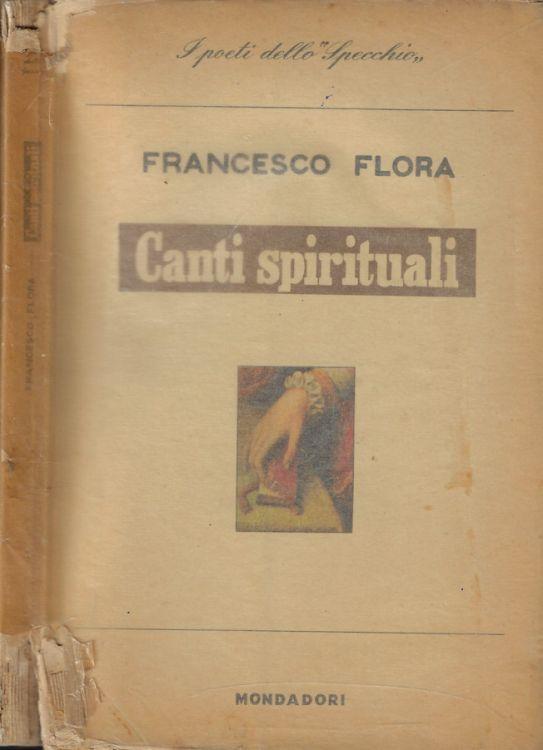 I poeti dello "Specchio„
FRANCESCO FLORA
Canti spirituali
MONDADORI
FRANCESCO FLORA